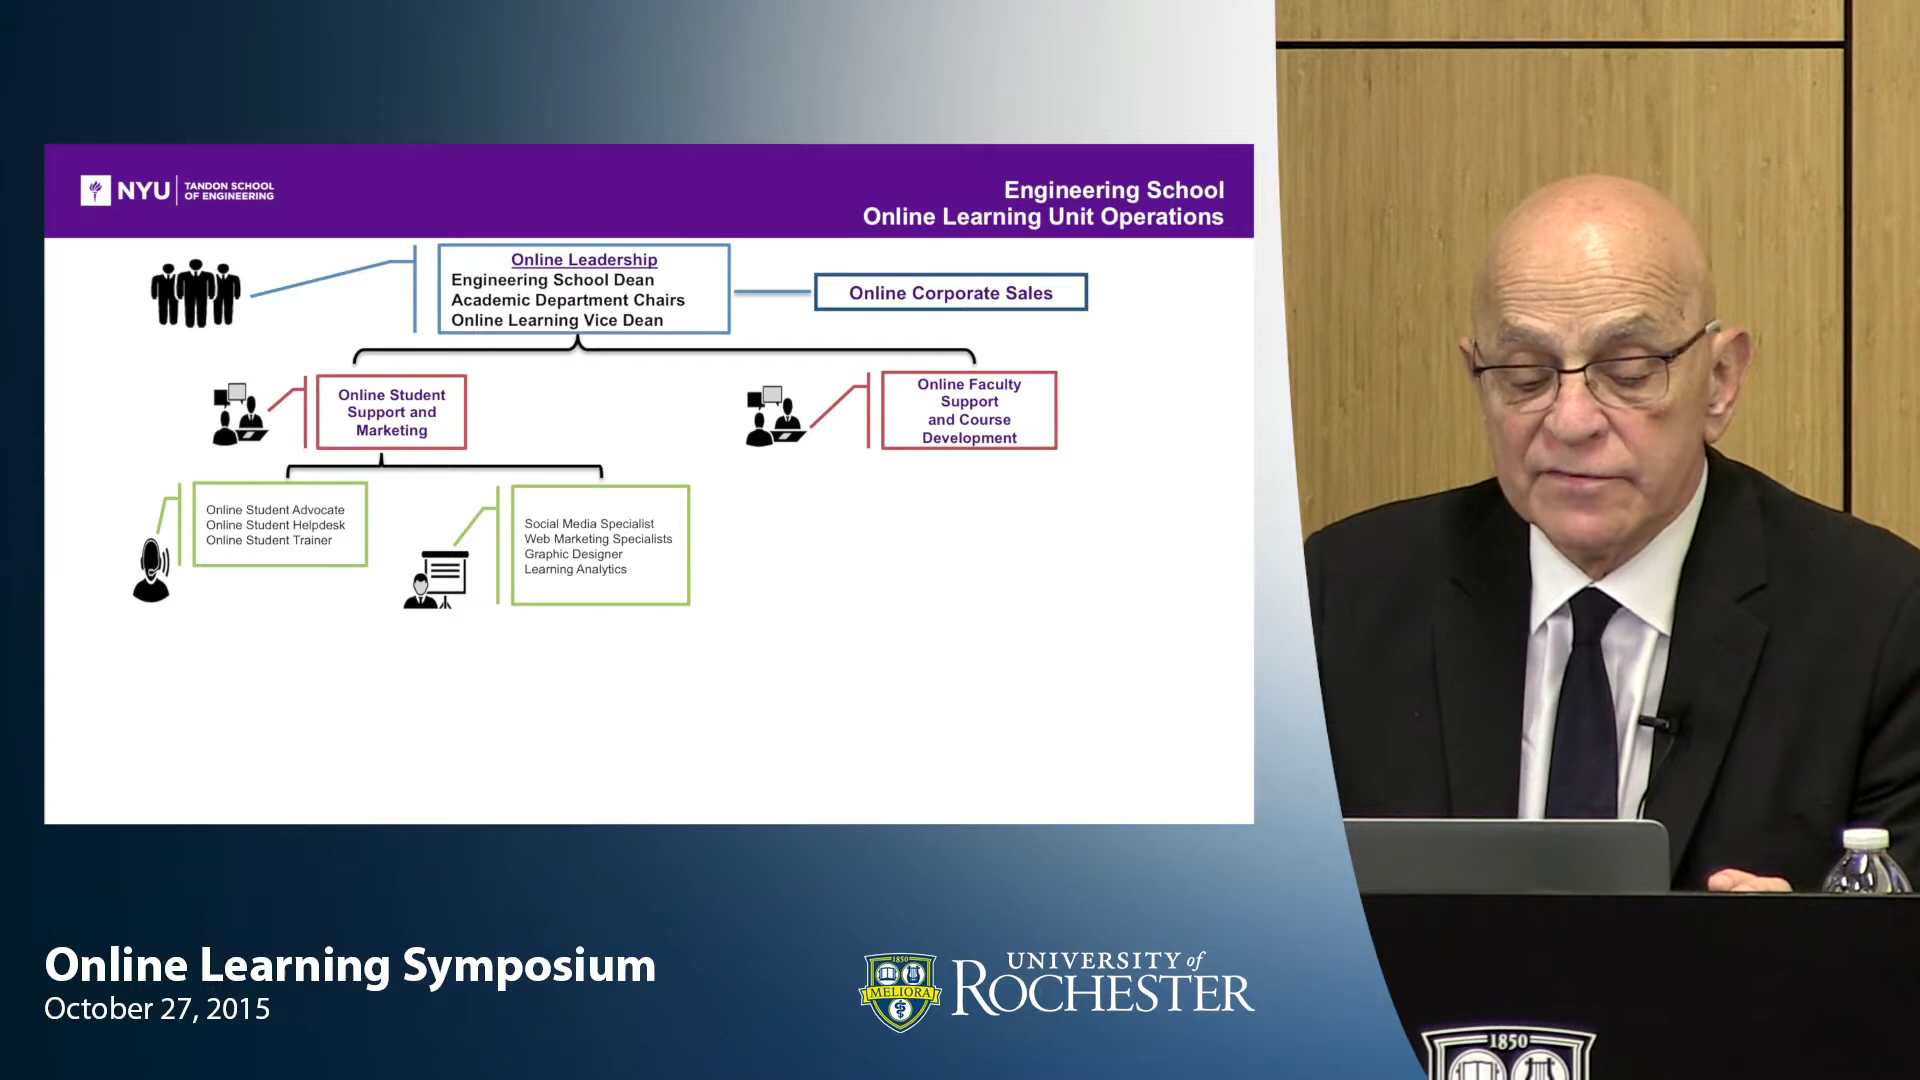 NYU
TANDON SCHOOL
OF ENGINEERING
Engineering School
Online Learning Unit Operations
Online Leadership
Engineering School Dean
Academic Department Chairs
Online Learning Vice Dean
Online Corporate Sales
Online Student
Support and
Marketing
Online Faculty
Support
and Course
Development
Online Student Advocate
Online Student Helpdesk
Online Student Trainer
Social Media Specialist
Web Marketing Specialists
Graphic Designer
Learning Analytics
Online Learning Symposium
October 27, 2015
1850
MELIORA
UNIVERSITY of
ROCHESTER
1850